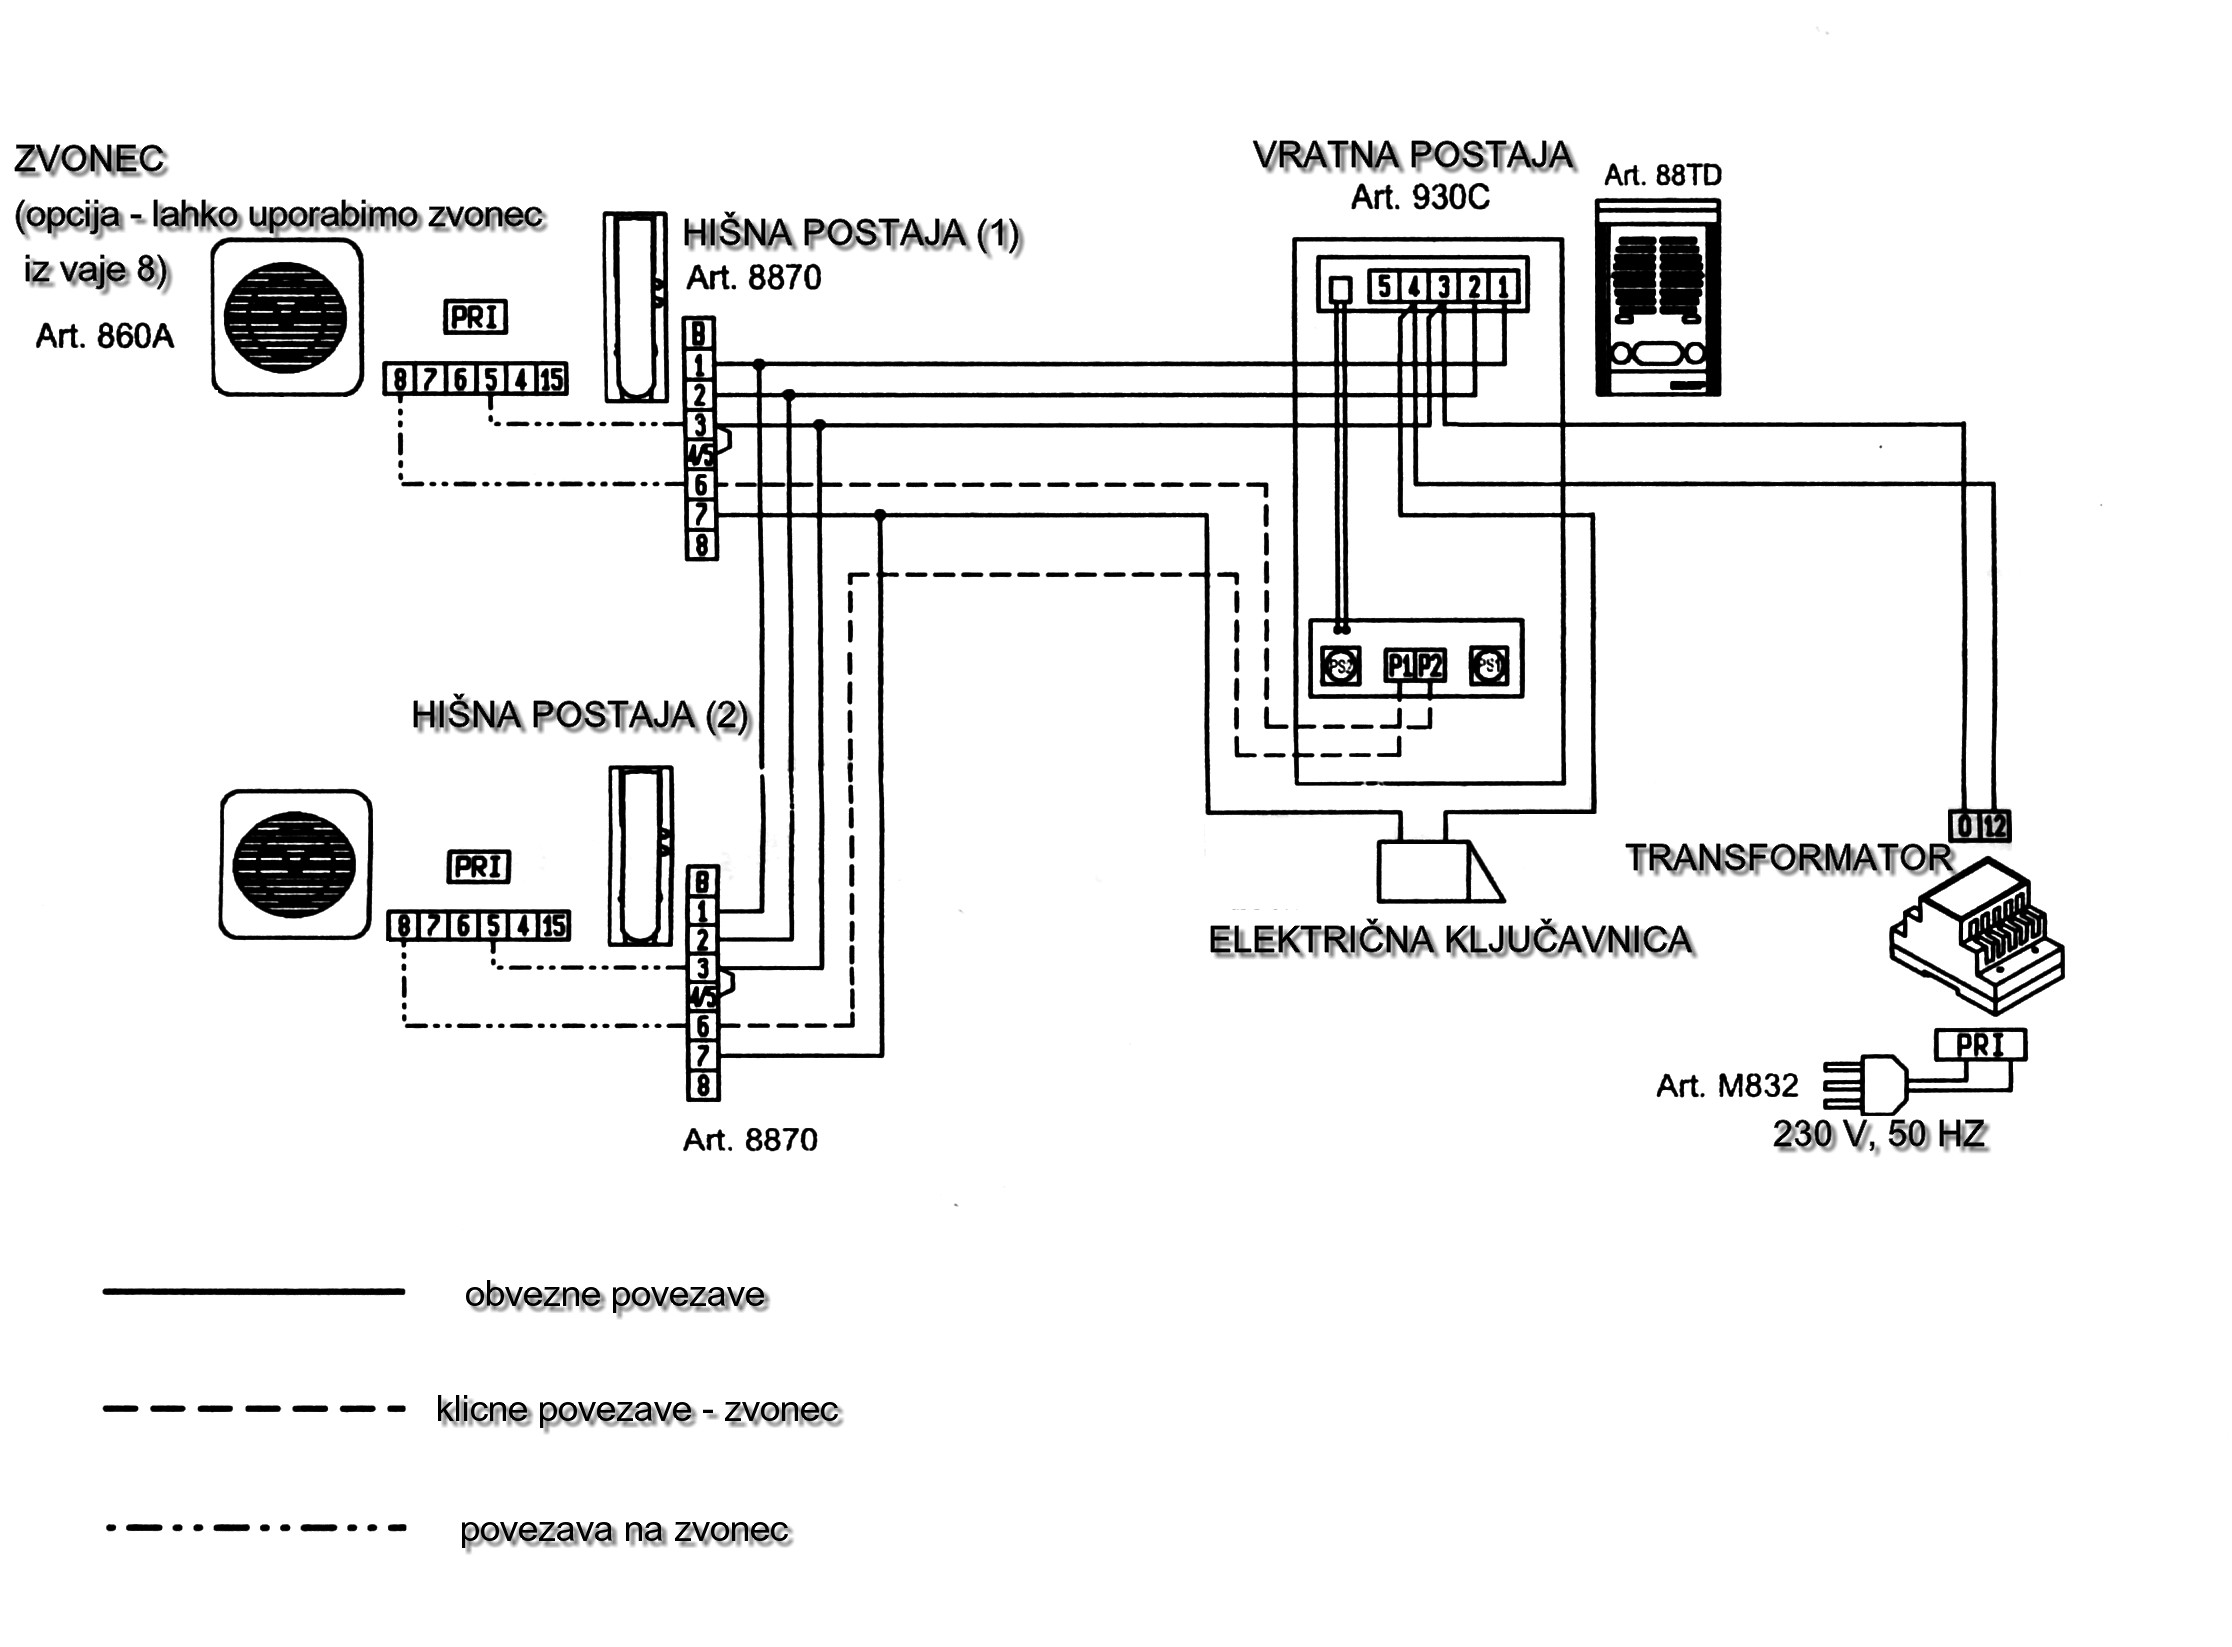 ZVONEC
(opcija - lahko uporabimo zvonec
iz vaje 8)
Art. 860A
PRI
8 7 6 5 4 15
HIŠNA POSTAJA (1)
Art. 8870
B
1
2
3
4/5
6
7
8
VRATNA POSTAJA
Art. 930C
Art. 88TD
5 4 3 2 1
PS2 P1 P2 PS1
HIŠNA POSTAJA (2)
PRI
8 7 6 5 4 15
B
1
2
3
4/5
6
7
8
Art. 8870
ELEKTRIČNA KLJUČAVNICA
0 12
TRANSFORMATOR
PRI
Art. M832
230 V, 50 HZ
obvezne povezave
klicne povezave - zvonec
povezava na zvonec